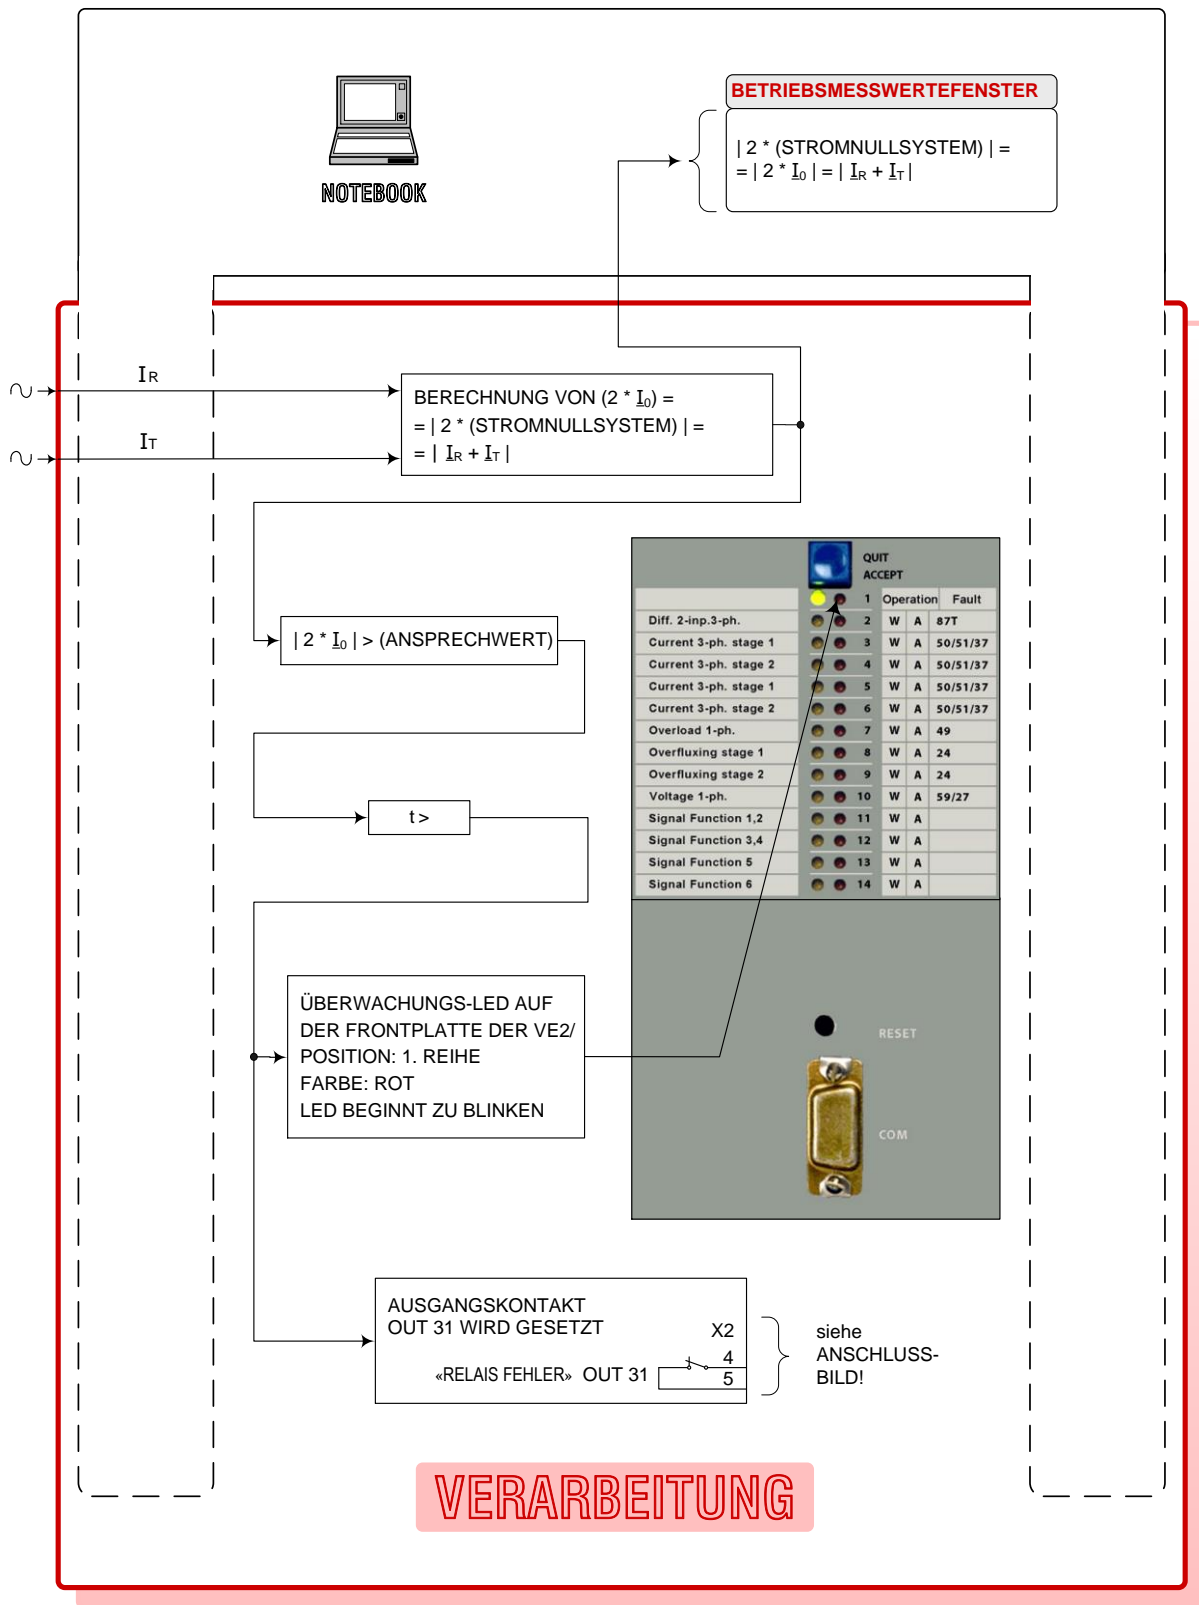 NOTEBOOK
BETRIEBSMESSWERTEFENSTER
| 2 * (STROMNULLSYSTEM) | =
= | 2 * I0 | = | IR + IT |
IR
IT
BERECHNUNG VON (2 * I0) =
= | 2 * (STROMNULLSYSTEM) | =
= | IR + IT |
| 2 * I0 | > (ANSPRECHWERT)
t >
ÜBERWACHUNGS-LED AUF
DER FRONTPLATTE DER VE2/
POSITION: 1. REIHE
FARBE: ROT
LED BEGINNT ZU BLINKEN
QUIT
ACCEPT
1 Operation Fault
Diff. 2-inp.3-ph. 2 W A 87T
Current 3-ph. stage 1 3 W A 50/51/37
Current 3-ph. stage 2 4 W A 50/51/37
Current 3-ph. stage 1 5 W A 50/51/37
Current 3-ph. stage 2 6 W A 50/51/37
Overload 1-ph. 7 W A 49
Overfluxing stage 1 8 W A 24
Overfluxing stage 2 9 W A 24
Voltage 1-ph. 10 W A 59/27
Signal Function 1,2 11 W A
Signal Function 3,4 12 W A
Signal Function 5 13 W A
Signal Function 6 14 W A
RESET
COM
AUSGANGSKONTAKT
OUT 31 WIRD GESETZT
X2
4
«RELAIS FEHLER» OUT 31
5
siehe
ANSCHLUSS-
BILD!
VERARBEITUNG